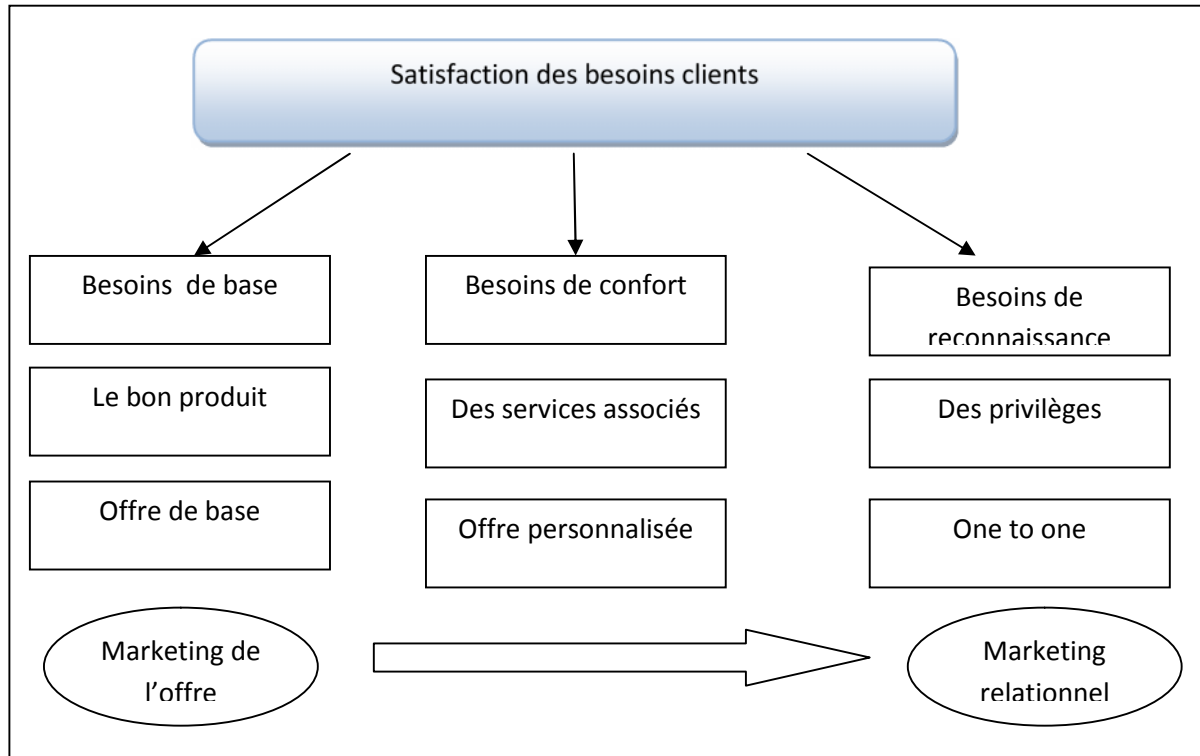 Satisfaction des besoins clients
Besoins de base
Besoins de confort
Besoins de
reconnaissance
Le bon produit
Des services associés
Des privilèges
Offre de base
Offre personnalisée
One to one
Marketing de
l’offre
Marketing
relationnel